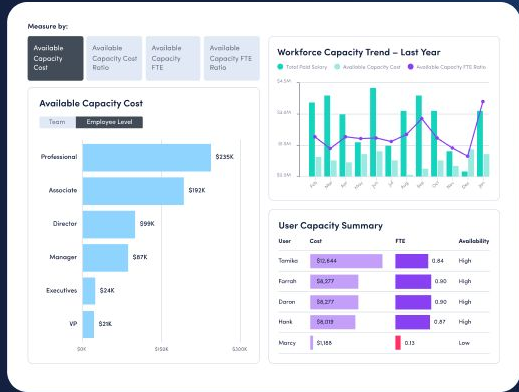 Measure by:
Available Capacity Cost
Available Capacity Cost Ratio
Available Capacity FTE
Available Capacity FTE Ratio
Available Capacity Cost
Team
Employee Level
Professional $235K
Associate $192K
Director $99K
Manager $87K
Executives $24K
VP $21K
$0K $150K $300K
Workforce Capacity Trend – Last Year
Total Paid Salary
Available Capacity Cost
Available Capacity FTE Ratio
Feb Mar Apr May Jun Jul Aug Sep Oct Nov Dec Jan
User Capacity Summary
User Cost FTE Availability
Tamika $12,644 0.84 High
Farrah $8,277 0.90 High
Daron $8,277 0.90 High
Hank $8,019 0.87 High
Marcy $1,188 0.13 Low